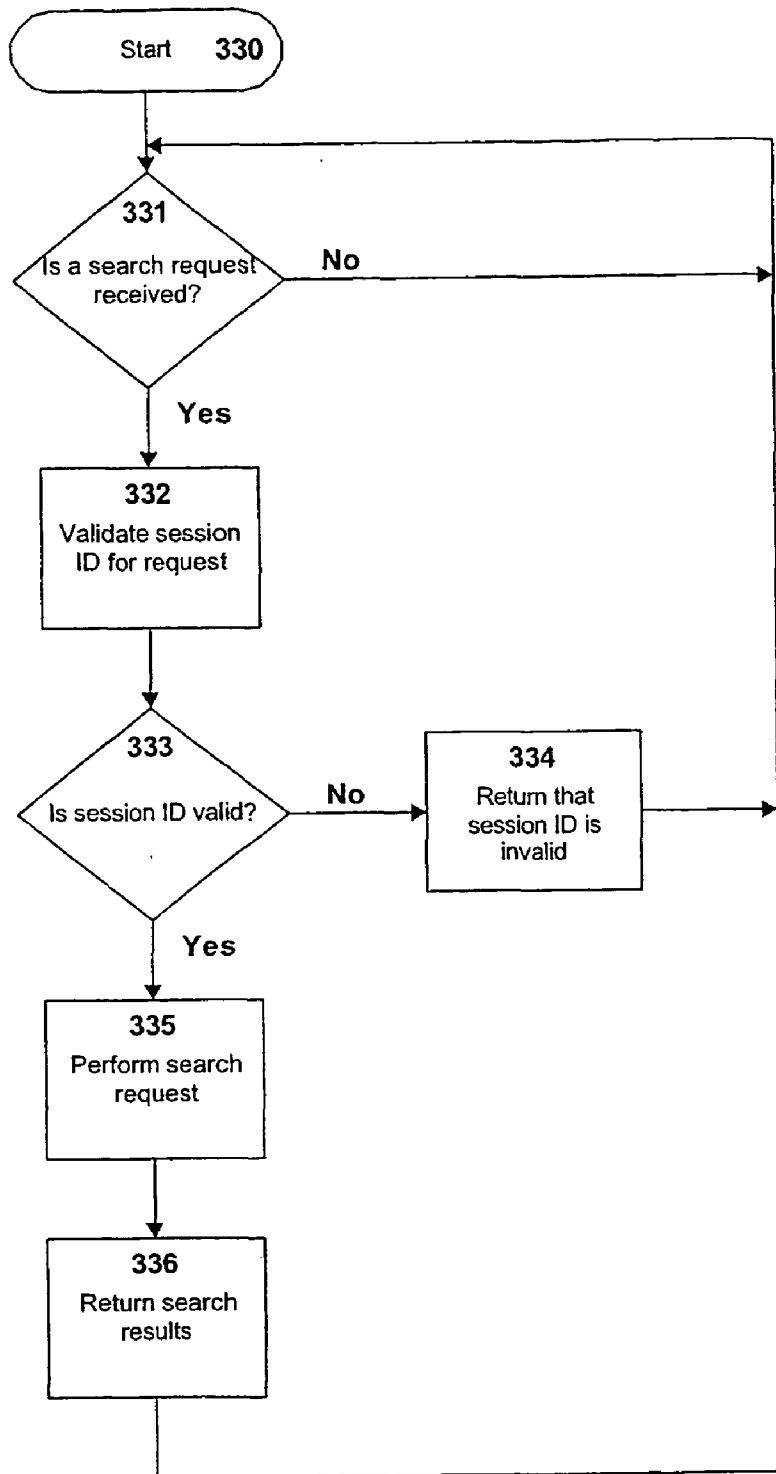 Start 330
331
Is a search request
received?
No
Yes
332
Validate session
ID for request
333
Is session ID valid?
No
334
Return that
session ID is
invalid
Yes
335
Perform search
request
336
Return search
results